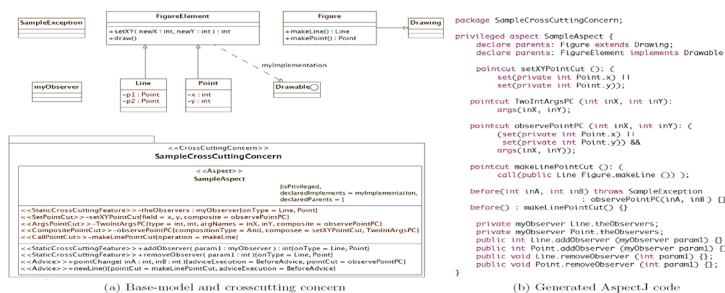 SampleException
FigureElement
+setXY( newX : int, newY : int ) : int
+draw()
Figure
+makeLine() : Line
+makePoint() : Point
Drawing
myImplementation
myObserver
Line
-p1 : Point
-p2 : Point
Point
-x : int
-y : int
Drawable
<<CrossCuttingConcern>>
SampleCrossCuttingConcern
<<Aspect>>
SampleAspect
{isPrivileged,
declaredImplements = myImplementation,
declaredParents = }
<<StaticCrossCuttingFeature>> -theObservers : myObserver{onType = Line, Point}
<<SetPointCut>> -setXYPointCut{field = x, y, composite = observePointPC}
<<ArgsPointCut>> -TwoIntArgsPC{type = int, int, argNames = inX, inY, composite = observePointPC}
<<CompositePointCut>> -observePointPC{compositionType = And, composee = setXYPointCut, TwoIntArgsPC}
<<CallPointCut>> -makeLinePointCut{operation = makeLine}
<<StaticCrossCuttingFeature>> +addObserver( param1 : myObserver ) : int{onType = Line, Point}
<<StaticCrossCuttingFeature>> +removeObserver( param1 : int ){onType = Line, Point}
<<Advice>> +pointChange( inA : int, inB : int ){adviceExecution = BeforeAdvice, pointCut = observePointPC}
<<Advice>> +newLine(){pointCut = makeLinePointCut, adviceExecution = BeforeAdvice}
(a) Base-model and crosscutting concern
package SampleCrossCuttingConcern;
privileged aspect SampleAspect {
declare parents: Figure extends Drawing;
declare parents: FigureElement implements Drawable
pointcut setXYPointCut (): (
set(private int Point.x) ||
set(private int Point.y));
pointcut TwoIntArgsPC (int inX, int inY):
args(inX, inY);
pointcut observePointPC (int inX, int inY): (
(set(private int Point.x) ||
set(private int Point.y)) &&
args(inX, inY));
pointcut makeLinePointCut (): (
call(public Line Figure.makeLine ()) );
before(int inA, int inB) throws SampleException
: observePointPC(inA, inB ) {}
before() : makeLinePointCut() {}
private myObserver Line.theObservers;
private myObserver Point.theObservers;
public int Line.addObserver (myObserver param1) {}
public int Point.addObserver (myObserver param1) {}
public void Line.removeObserver (int param1) {};
public void Point.removeObserver (int param1) {};
}
(b) Generated AspectJ code